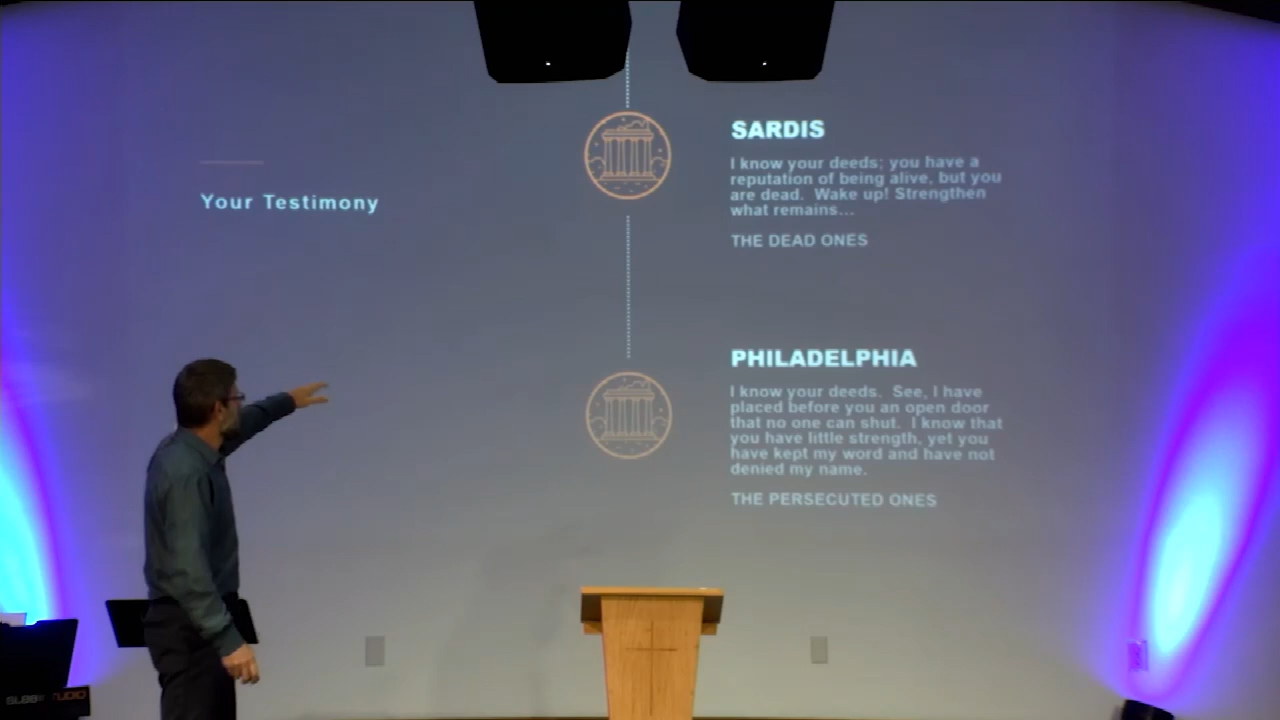 Your Testimony
SARDIS
I know your deeds; you have a
reputation of being alive, but you
are dead.  Wake up! Strengthen
what remains...
THE DEAD ONES
PHILADELPHIA
I know your deeds.  See, I have
placed before you an open door
that no one can shut.  I know that
you have little strength, yet you
have kept my word and have not
denied my name.
THE PERSECUTED ONES